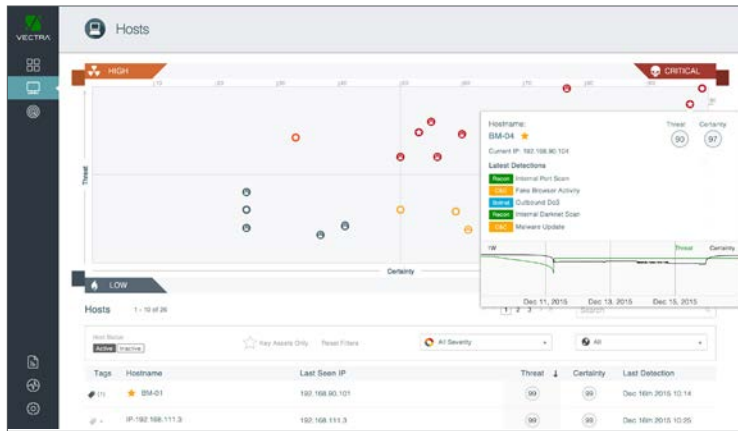 VECTRA
Hosts
HIGH
CRITICAL
Threat
Certainty
LOW
Hostname:
BM-04
Threat Certainty
90 97
Current IP: 192.168.90.104
Latest Detections
Recon Internal Port Scan
C&C Fake Browser Activity
Botnet Outbound DoS
Recon Internal Darknet Scan
C&C Malware Update
1W Threat Certainty
Dec 11, 2015 Dec 13, 2015 Dec 15, 2015
Hosts 1 - 10 of 26 1 2 3 Search
Host Status
Active Inactive Key Assets Only Reset Filters All Severity All
Tags Hostname Last Seen IP Threat ↓ Certainty Last Detection
BM-01 192.168.90.101 99 99 Dec 16th 2015 10:14
IP-192.168.111.3 192.168.111.3 99 99 Dec 16th 2015 10:25